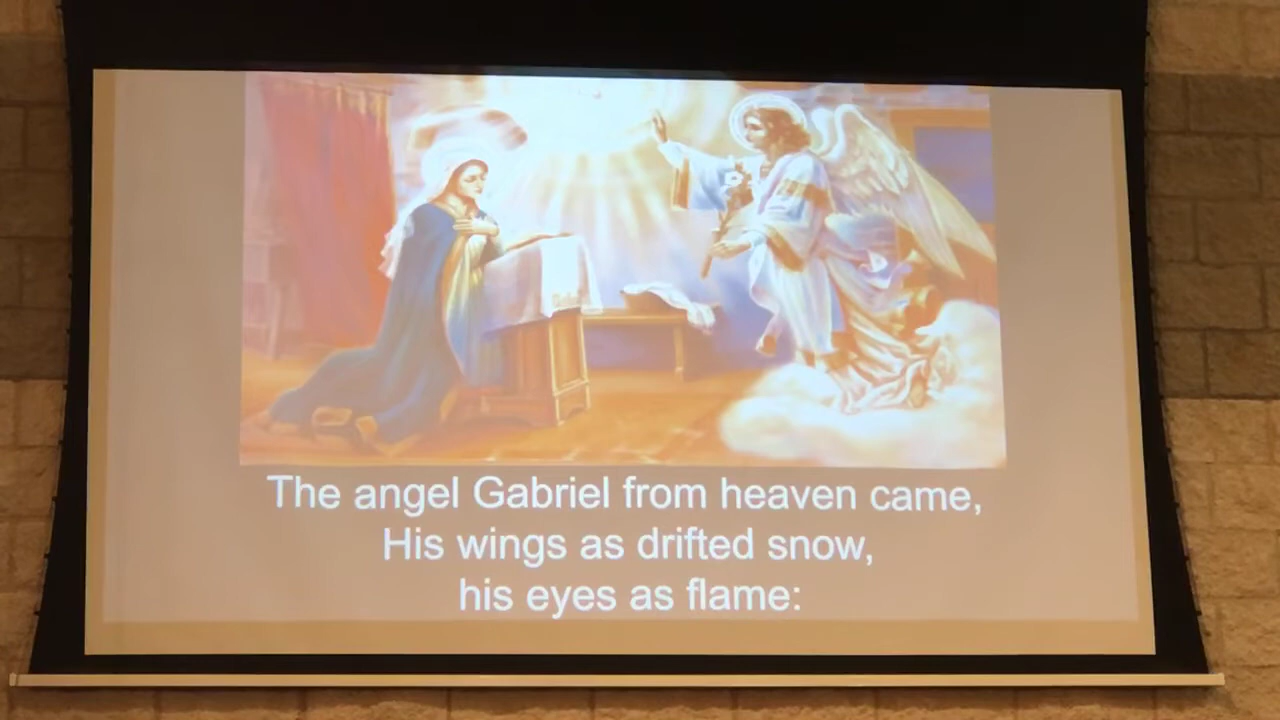 The angel Gabriel from heaven came,
His wings as drifted snow,
his eyes as flame: